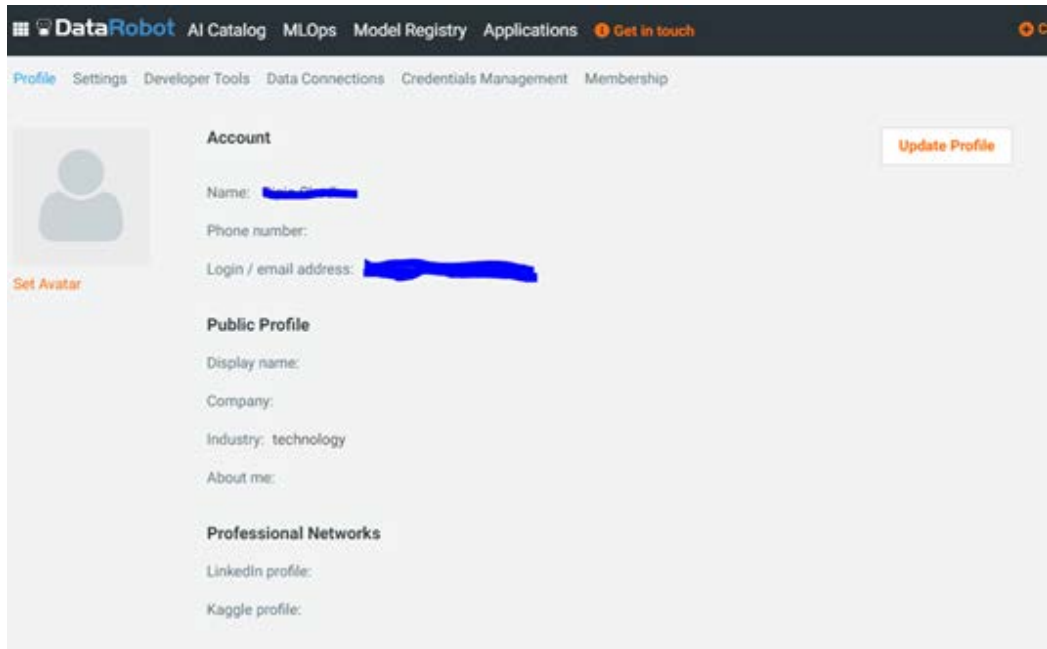 DataRobot AI Catalog MLOps Model Registry Applications Get in touch
Profile Settings Developer Tools Data Connections Credentials Management Membership
Account
Update Profile
Name:
Phone number:
Login / email address:
Set Avatar
Public Profile
Display name:
Company:
Industry: technology
About me:
Professional Networks
LinkedIn profile:
Kaggle profile: